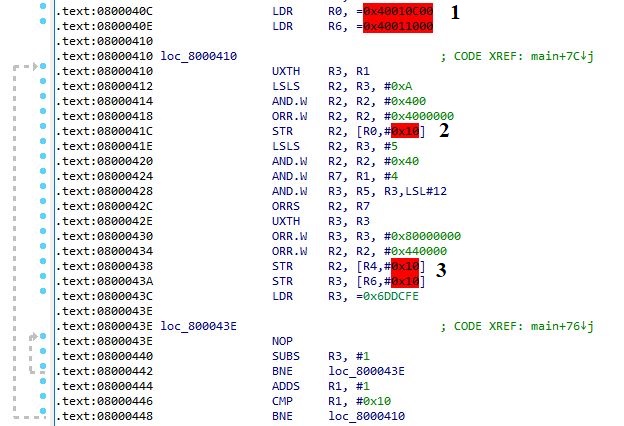 .text:0800040C LDR R0, =0x40010C00 1
.text:0800040E LDR R6, =0x40011000
.text:08000410
.text:08000410 loc_8000410 ; CODE XREF: main+7C↓j
.text:08000410 UXTH R3, R1
.text:08000412 LSLS R2, R3, #0xA
.text:08000414 AND.W R2, R2, #0x400
.text:08000418 ORR.W R2, R2, #0x4000000
.text:0800041C STR R2, [R0,#0x10] 2
.text:0800041E LSLS R2, R3, #5
.text:08000420 AND.W R2, R2, #0x40
.text:08000424 AND.W R7, R1, #4
.text:08000428 AND.W R3, R5, R3,LSL#12
.text:0800042C ORRS R2, R7
.text:0800042E UXTH R3, R3
.text:08000430 ORR.W R3, R3, #0x80000000
.text:08000434 ORR.W R2, R2, #0x440000
.text:08000438 STR R2, [R4,#0x10] 3
.text:0800043A STR R3, [R6,#0x10]
.text:0800043C LDR R3, =0x6DDCFE
.text:0800043E
.text:0800043E loc_800043E ; CODE XREF: main+76↓j
.text:0800043E NOP
.text:08000440 SUBS R3, #1
.text:08000442 BNE loc_800043E
.text:08000444 ADDS R1, #1
.text:08000446 CMP R1, #0x10
.text:08000448 BNE loc_8000410